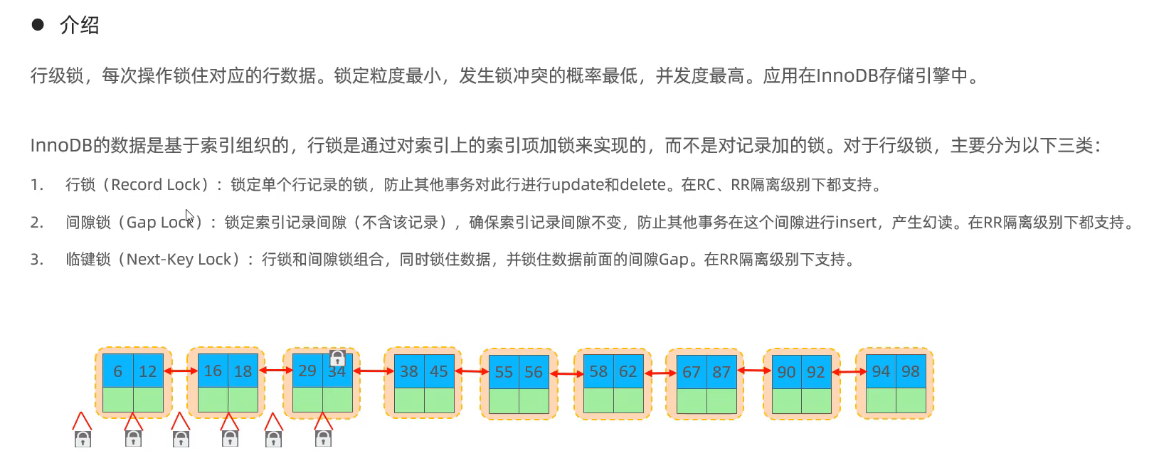 ● 介绍
行级锁，每次操作锁住对应的行数据。锁定粒度最小，发生锁冲突的概率最低，并发度最高。应用在InnoDB存储引擎中。
InnoDB的数据是基于索引组织的，行锁是通过对索引上的索引项加锁来实现的，而不是对记录加的锁。对于行级锁，主要分为以下三类：
1. 行锁（Record Lock）：锁定单个行记录的锁，防止其他事务对此行进行update和delete。在RC、RR隔离级别下都支持。
2. 间隙锁（Gap Lock）：锁定索引记录间隙（不含该记录），确保索引记录间隙不变，防止其他事务在这个间隙进行insert，产生幻读。在RR隔离级别下都支持。
3. 临键锁（Next-Key Lock）：行锁和间隙锁组合，同时锁住数据，并锁住数据前面的间隙Gap。在RR隔离级别下支持。
6 12 16 18 29 34 38 45 55 56 58 62 67 87 90 92 94 98